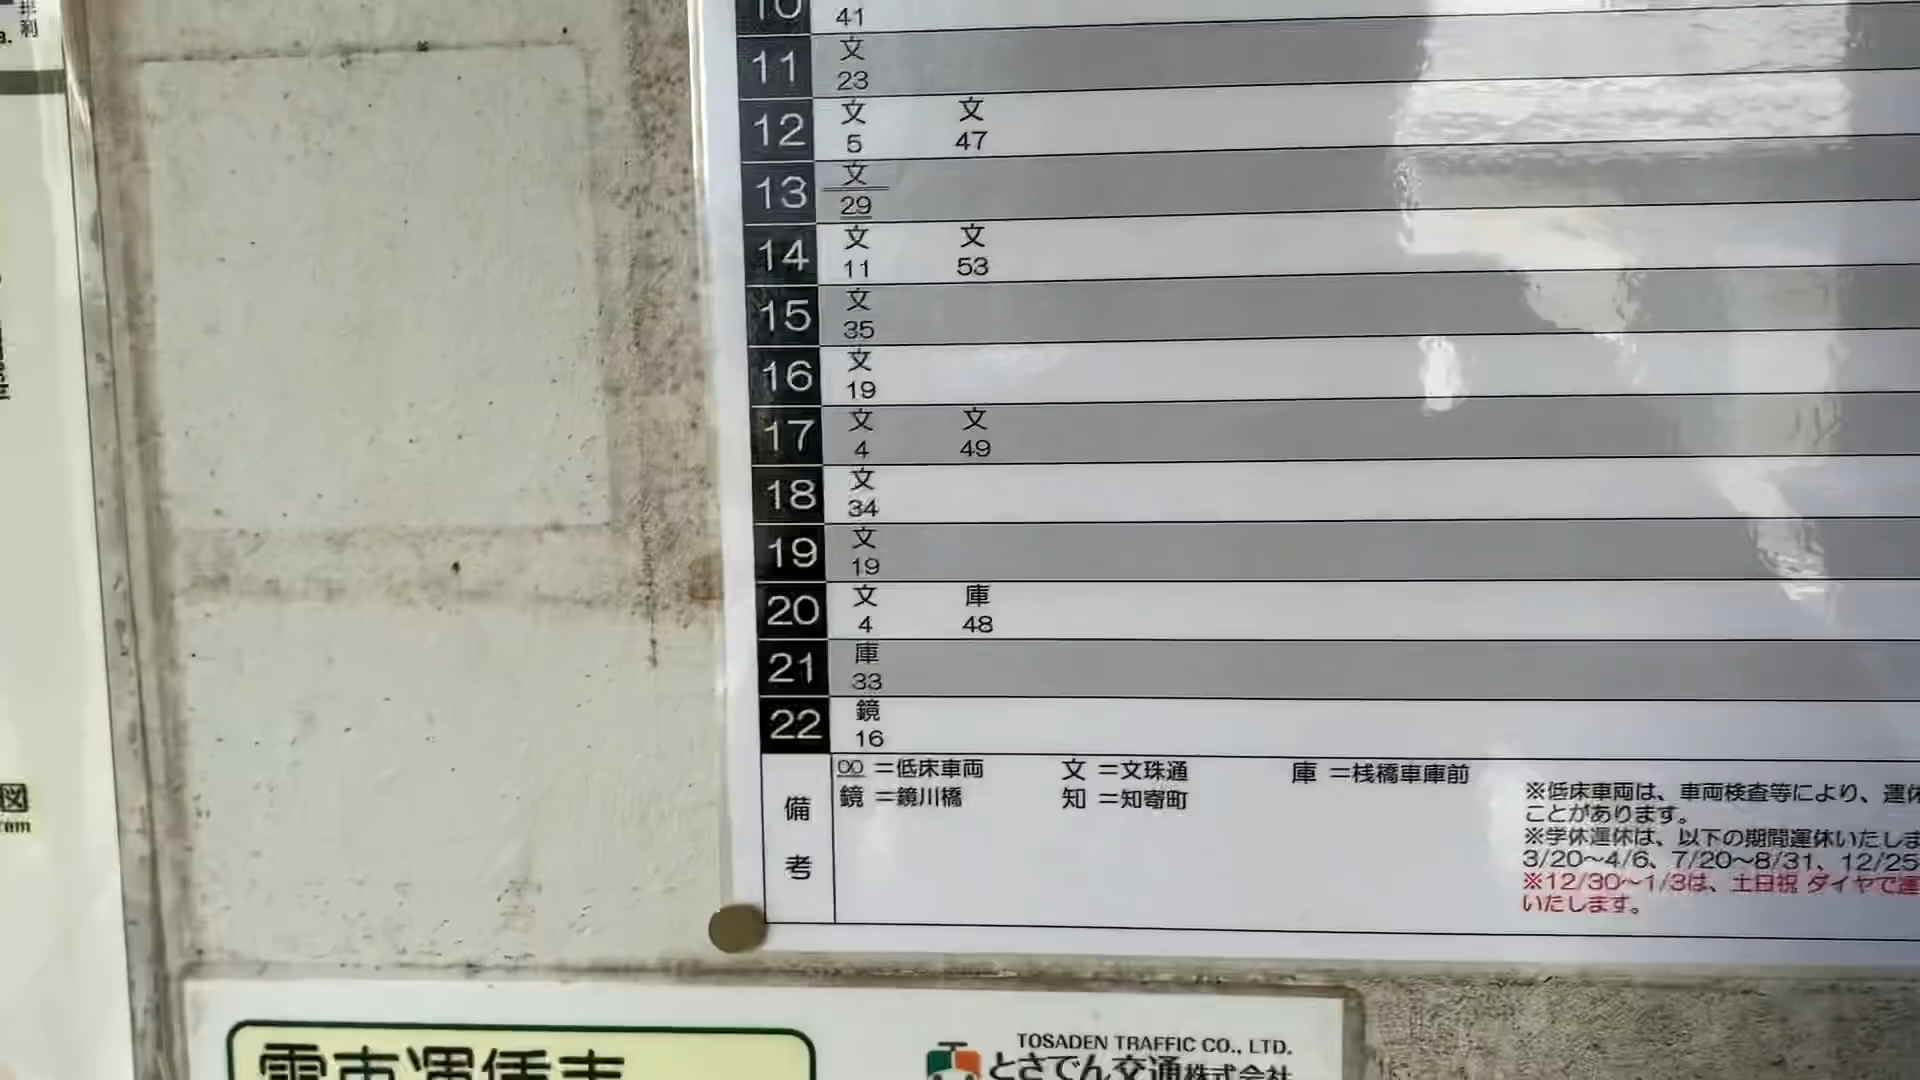 10 41
文
11 23
文 文
12 5 47
文
13 29
文 文
14 11 53
文
15 35
文
16 19
文 文
17 4 49
文
18 34
文
19 19
文 庫
20 4 48
庫
21 33
鏡
22 16
備考
00 =低床車両 文 =文珠通 庫 =桟橋車庫前
鏡 =鏡川橋 知 =知寄町
※低床車両は、車両検査等により、運休
ことがあります。
※学休運休は、以下の期間運休いたしま
3/20〜4/6、7/20〜8/31、12/25
※12/30〜1/3は、土日祝 ダイヤで運
いたします。
電車運賃表
TOSADEN TRAFFIC CO., LTD.
とさでん交通株式会社
図